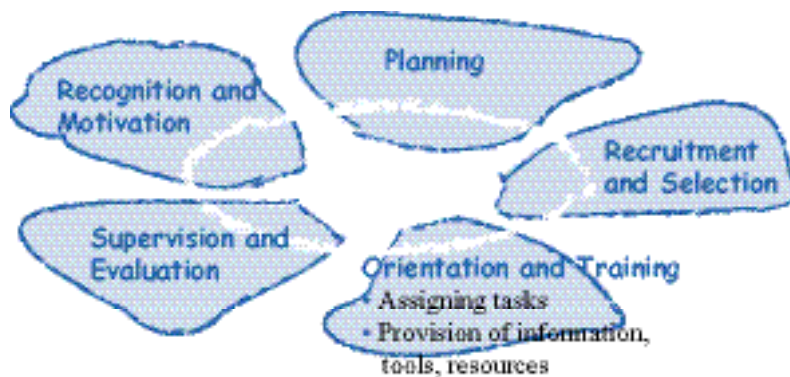 Planning
Recognition and
Motivation
Recruitment
and Selection
Supervision and
Evaluation
Orientation and Training
• Assigning tasks
• Provision of information,
tools, resources